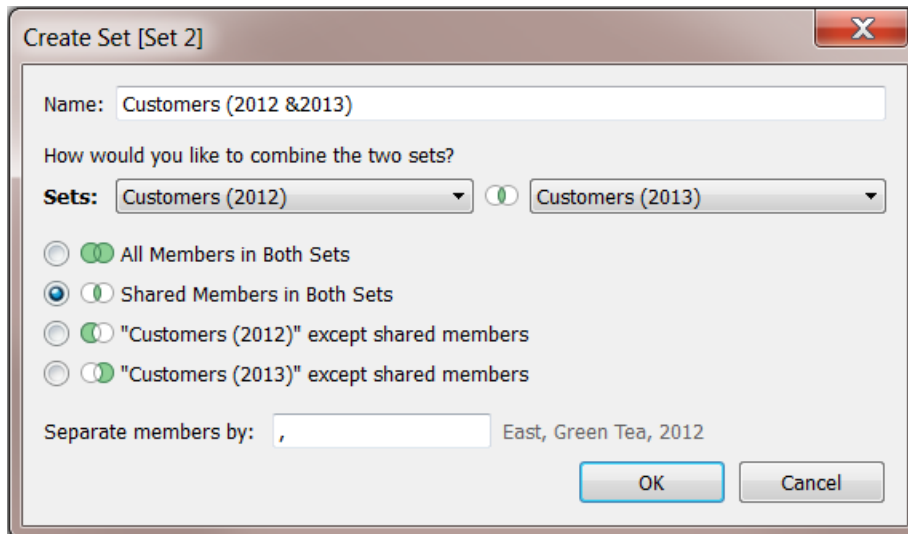 Create Set [Set 2]
X
Name: Customers (2012 &2013)
How would you like to combine the two sets?
Sets: Customers (2012) Customers (2013)
All Members in Both Sets
Shared Members in Both Sets
"Customers (2012)" except shared members
"Customers (2013)" except shared members
Separate members by: , East, Green Tea, 2012
OK Cancel